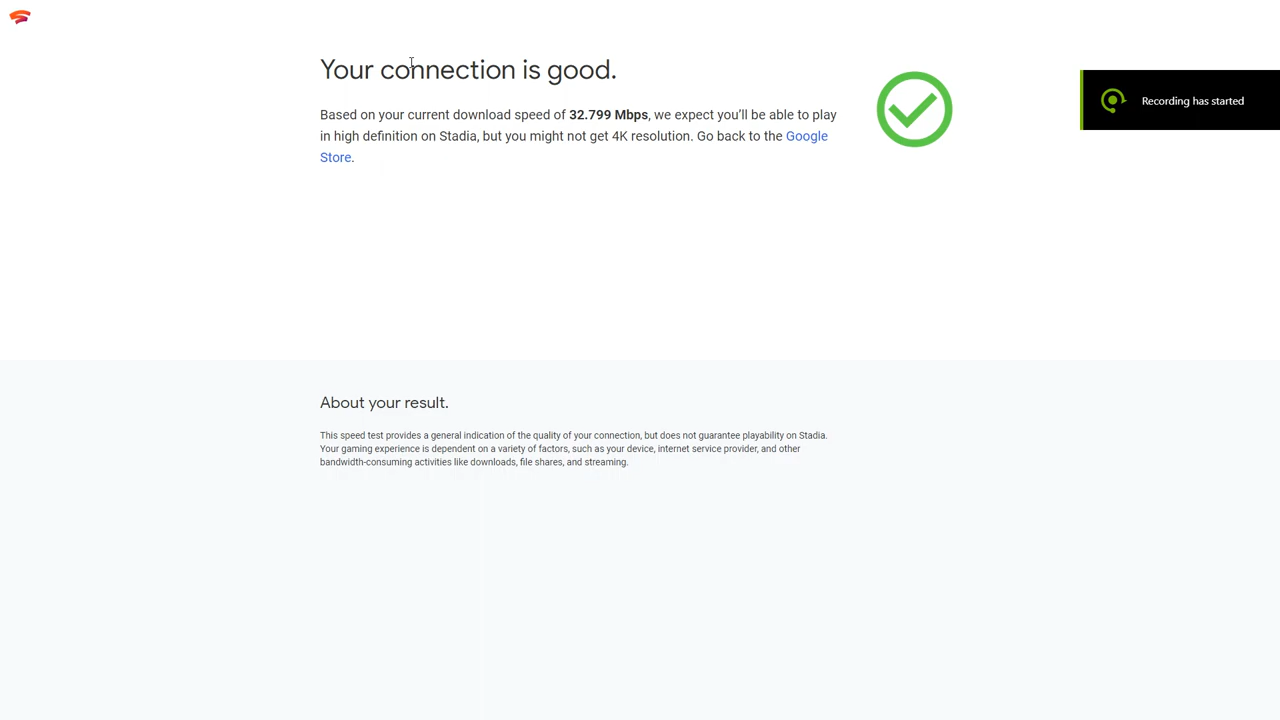 Your connection is good.
Recording has started
Based on your current download speed of 32.799 Mbps, we expect you’ll be able to play
in high definition on Stadia, but you might not get 4K resolution. Go back to the Google
Store.
About your result.
This speed test provides a general indication of the quality of your connection, but does not guarantee playability on Stadia.
Your gaming experience is dependent on a variety of factors, such as your device, internet service provider, and other
bandwidth-consuming activities like downloads, file shares, and streaming.